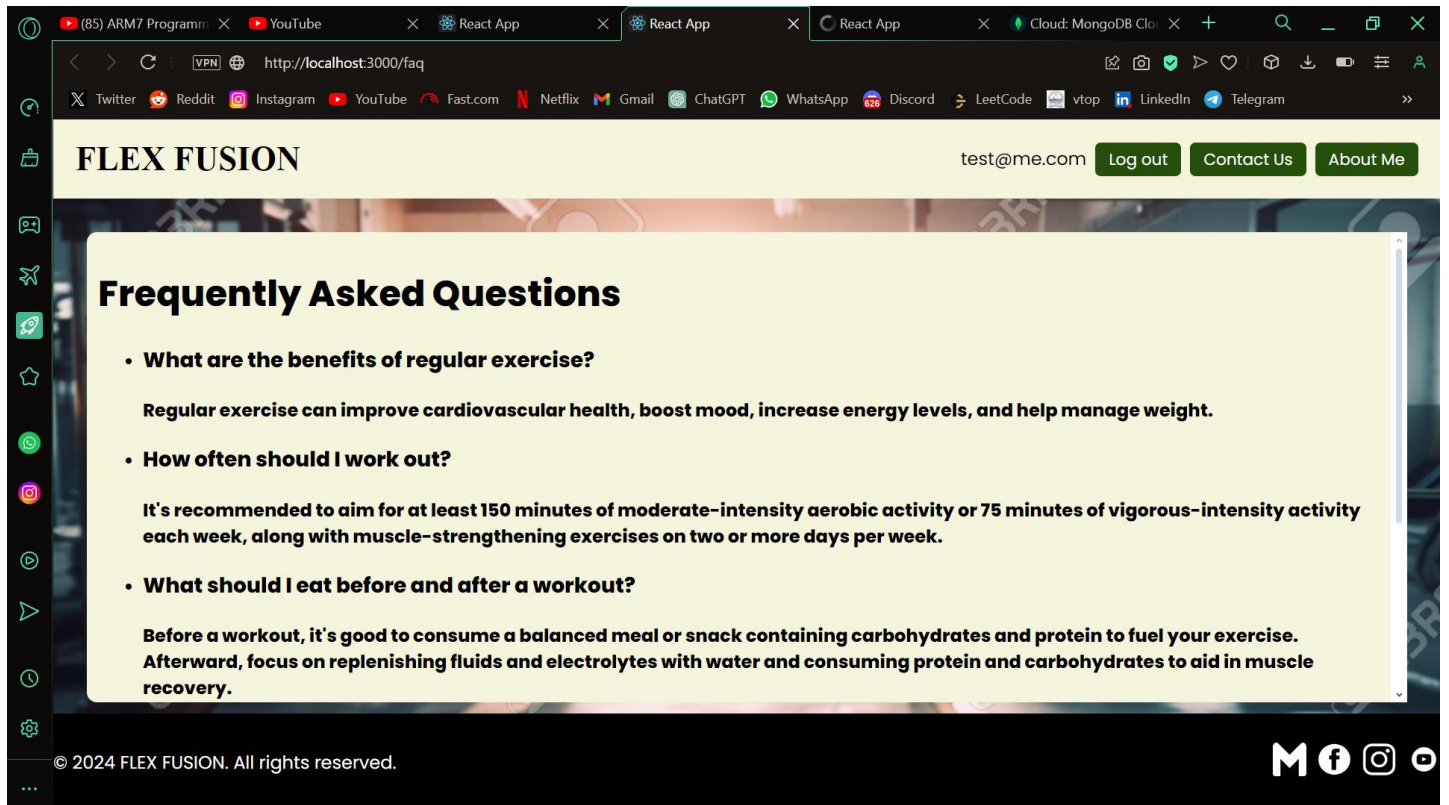 (85) ARM7 Programm
YouTube
React App
React App
React App
Cloud: MongoDB Clo
VPN
http://localhost:3000/faq
Twitter
Reddit
Instagram
YouTube
Fast.com
Netflix
Gmail
ChatGPT
WhatsApp
626
Discord
LeetCode
vtop
LinkedIn
Telegram
FLEX FUSION
test@me.com
Log out
Contact Us
About Me
Frequently Asked Questions
• What are the benefits of regular exercise?
Regular exercise can improve cardiovascular health, boost mood, increase energy levels, and help manage weight.
• How often should I work out?
It's recommended to aim for at least 150 minutes of moderate-intensity aerobic activity or 75 minutes of vigorous-intensity activity
each week, along with muscle-strengthening exercises on two or more days per week.
• What should I eat before and after a workout?
Before a workout, it's good to consume a balanced meal or snack containing carbohydrates and protein to fuel your exercise.
Afterward, focus on replenishing fluids and electrolytes with water and consuming protein and carbohydrates to aid in muscle
recovery.
© 2024 FLEX FUSION. All rights reserved.